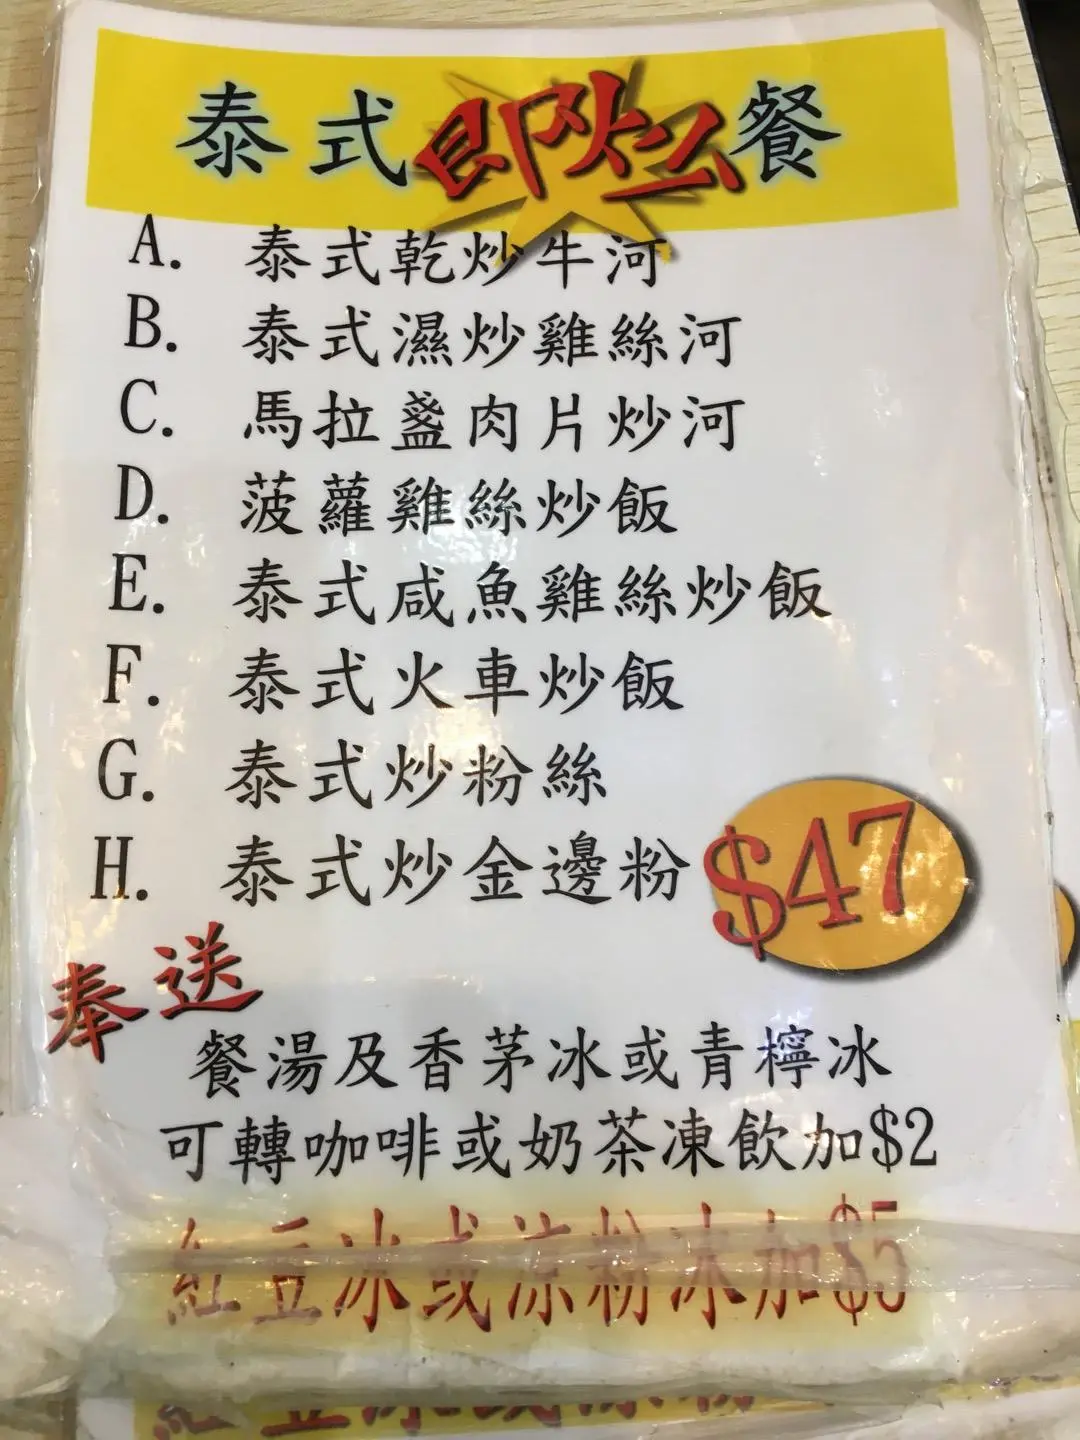 泰式即炒餐
A. 泰式乾炒牛河
B. 泰式濕炒雞絲河
C. 馬拉盞肉片炒河
D. 菠蘿雞絲炒飯
E. 泰式咸魚雞絲炒飯
F. 泰式火車炒飯
G. 泰式炒粉絲
H. 泰式炒金邊粉
$47
奉送
餐湯及香茅冰或青檸冰
可轉咖啡或奶茶凍飲加$2
紅豆冰或涼粉冰加$5